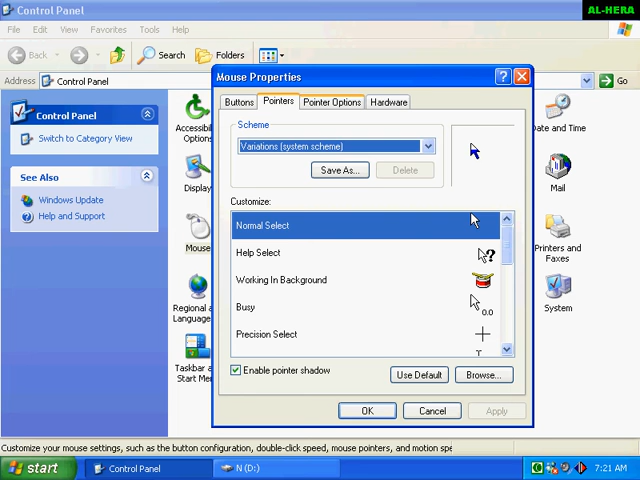 Control Panel
AL-HERA
File Edit View Favorites Tools Help
Back Search Folders
Address Control Panel Go
Control Panel
Switch to Category View
See Also
Windows Update
Help and Support
Accessib
Options
Display
Mouse
Regional a
Language
Taskbar a
Start Men
Date and Time
Mail
Printers and
Faxes
System
Mouse Properties
Buttons Pointers Pointer Options Hardware
Scheme
Variations (system scheme)
Save As... Delete
Customize:
Normal Select
Help Select
Working In Background
Busy
0.0
Precision Select
Enable pointer shadow
Use Default Browse...
OK Cancel Apply
Customize your mouse settings, such as the button configuration, double-click speed, mouse pointers, and motion spe
start Control Panel N (D:) 7:21 AM